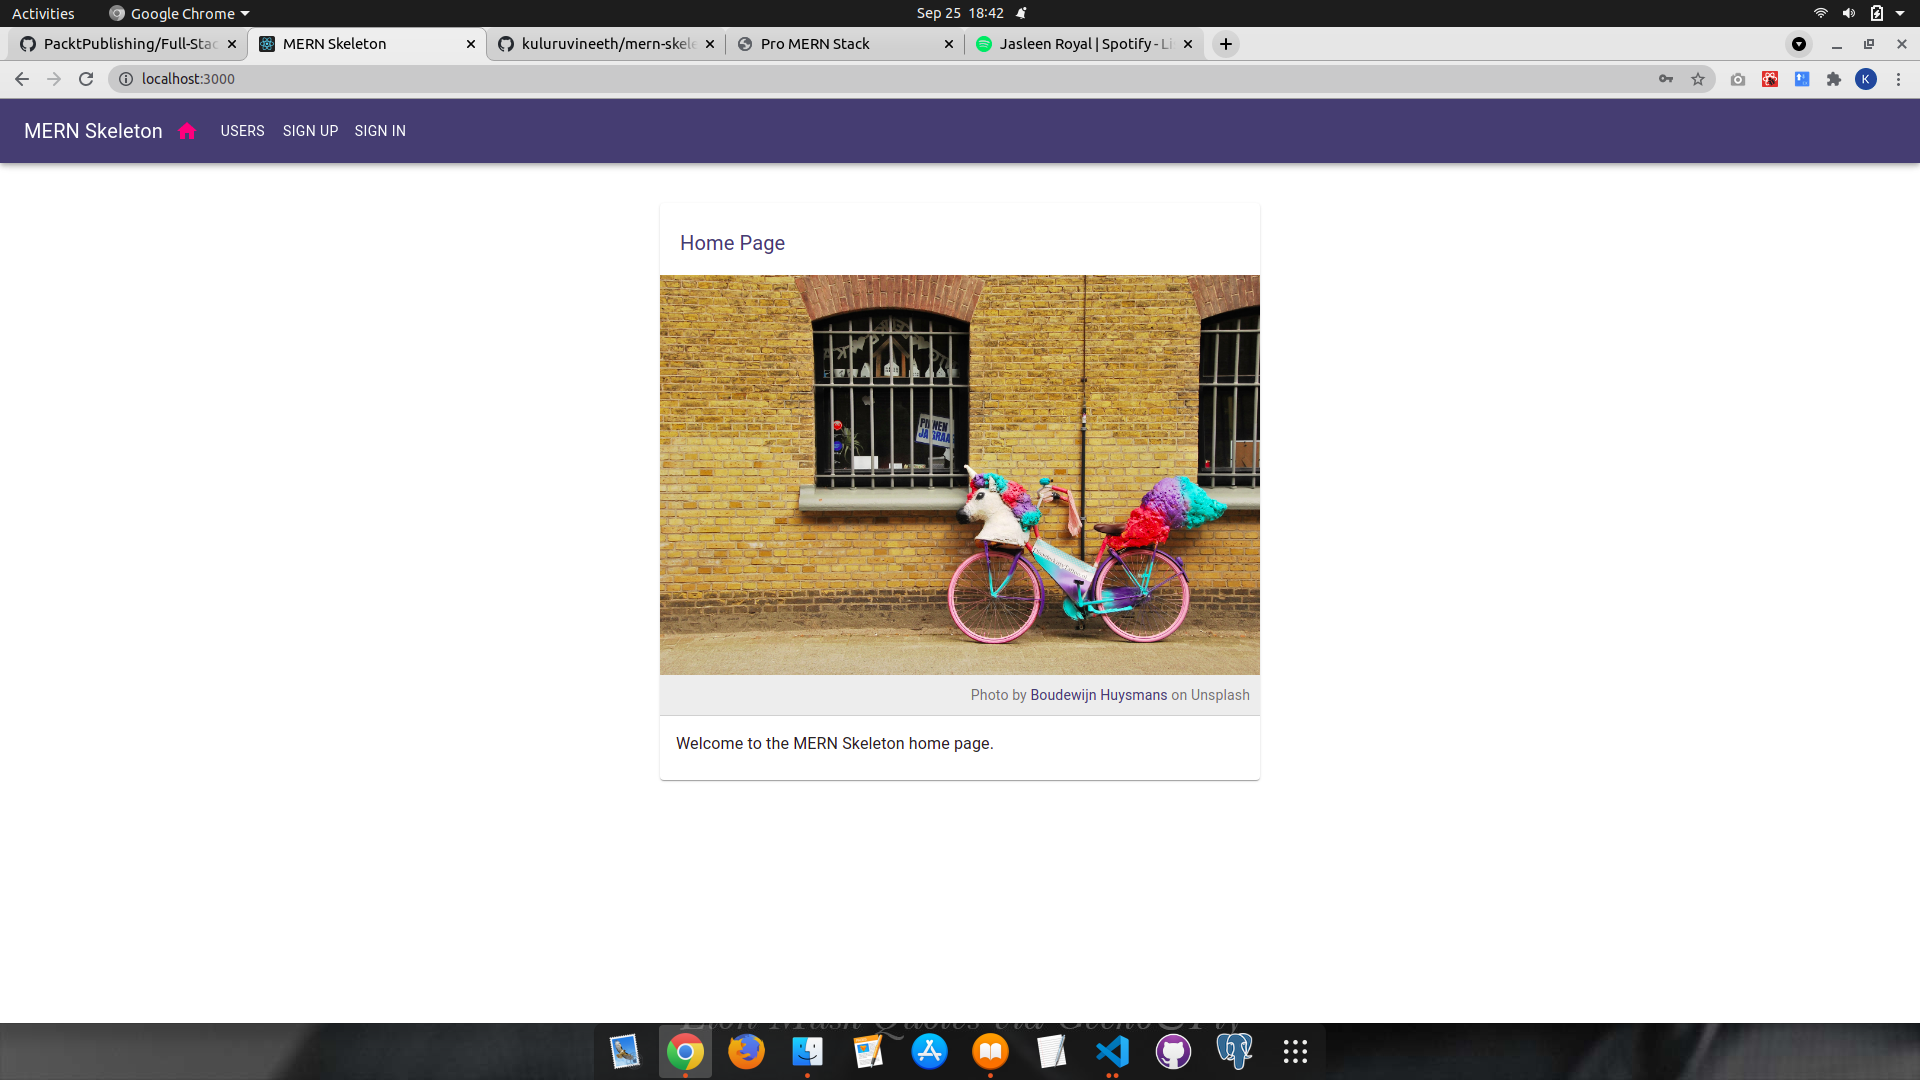 Activities
Google Chrome
Sep 25 18:42
PacktPublishing/Full-Stac
MERN Skeleton
kuluruvineeth/mern-skele
Pro MERN Stack
Jasleen Royal | Spotify - Li
localhost:3000
K
MERN Skeleton
USERS
SIGN UP
SIGN IN
Home Page
Photo by Boudewijn Huysmans on Unsplash
Welcome to the MERN Skeleton home page.